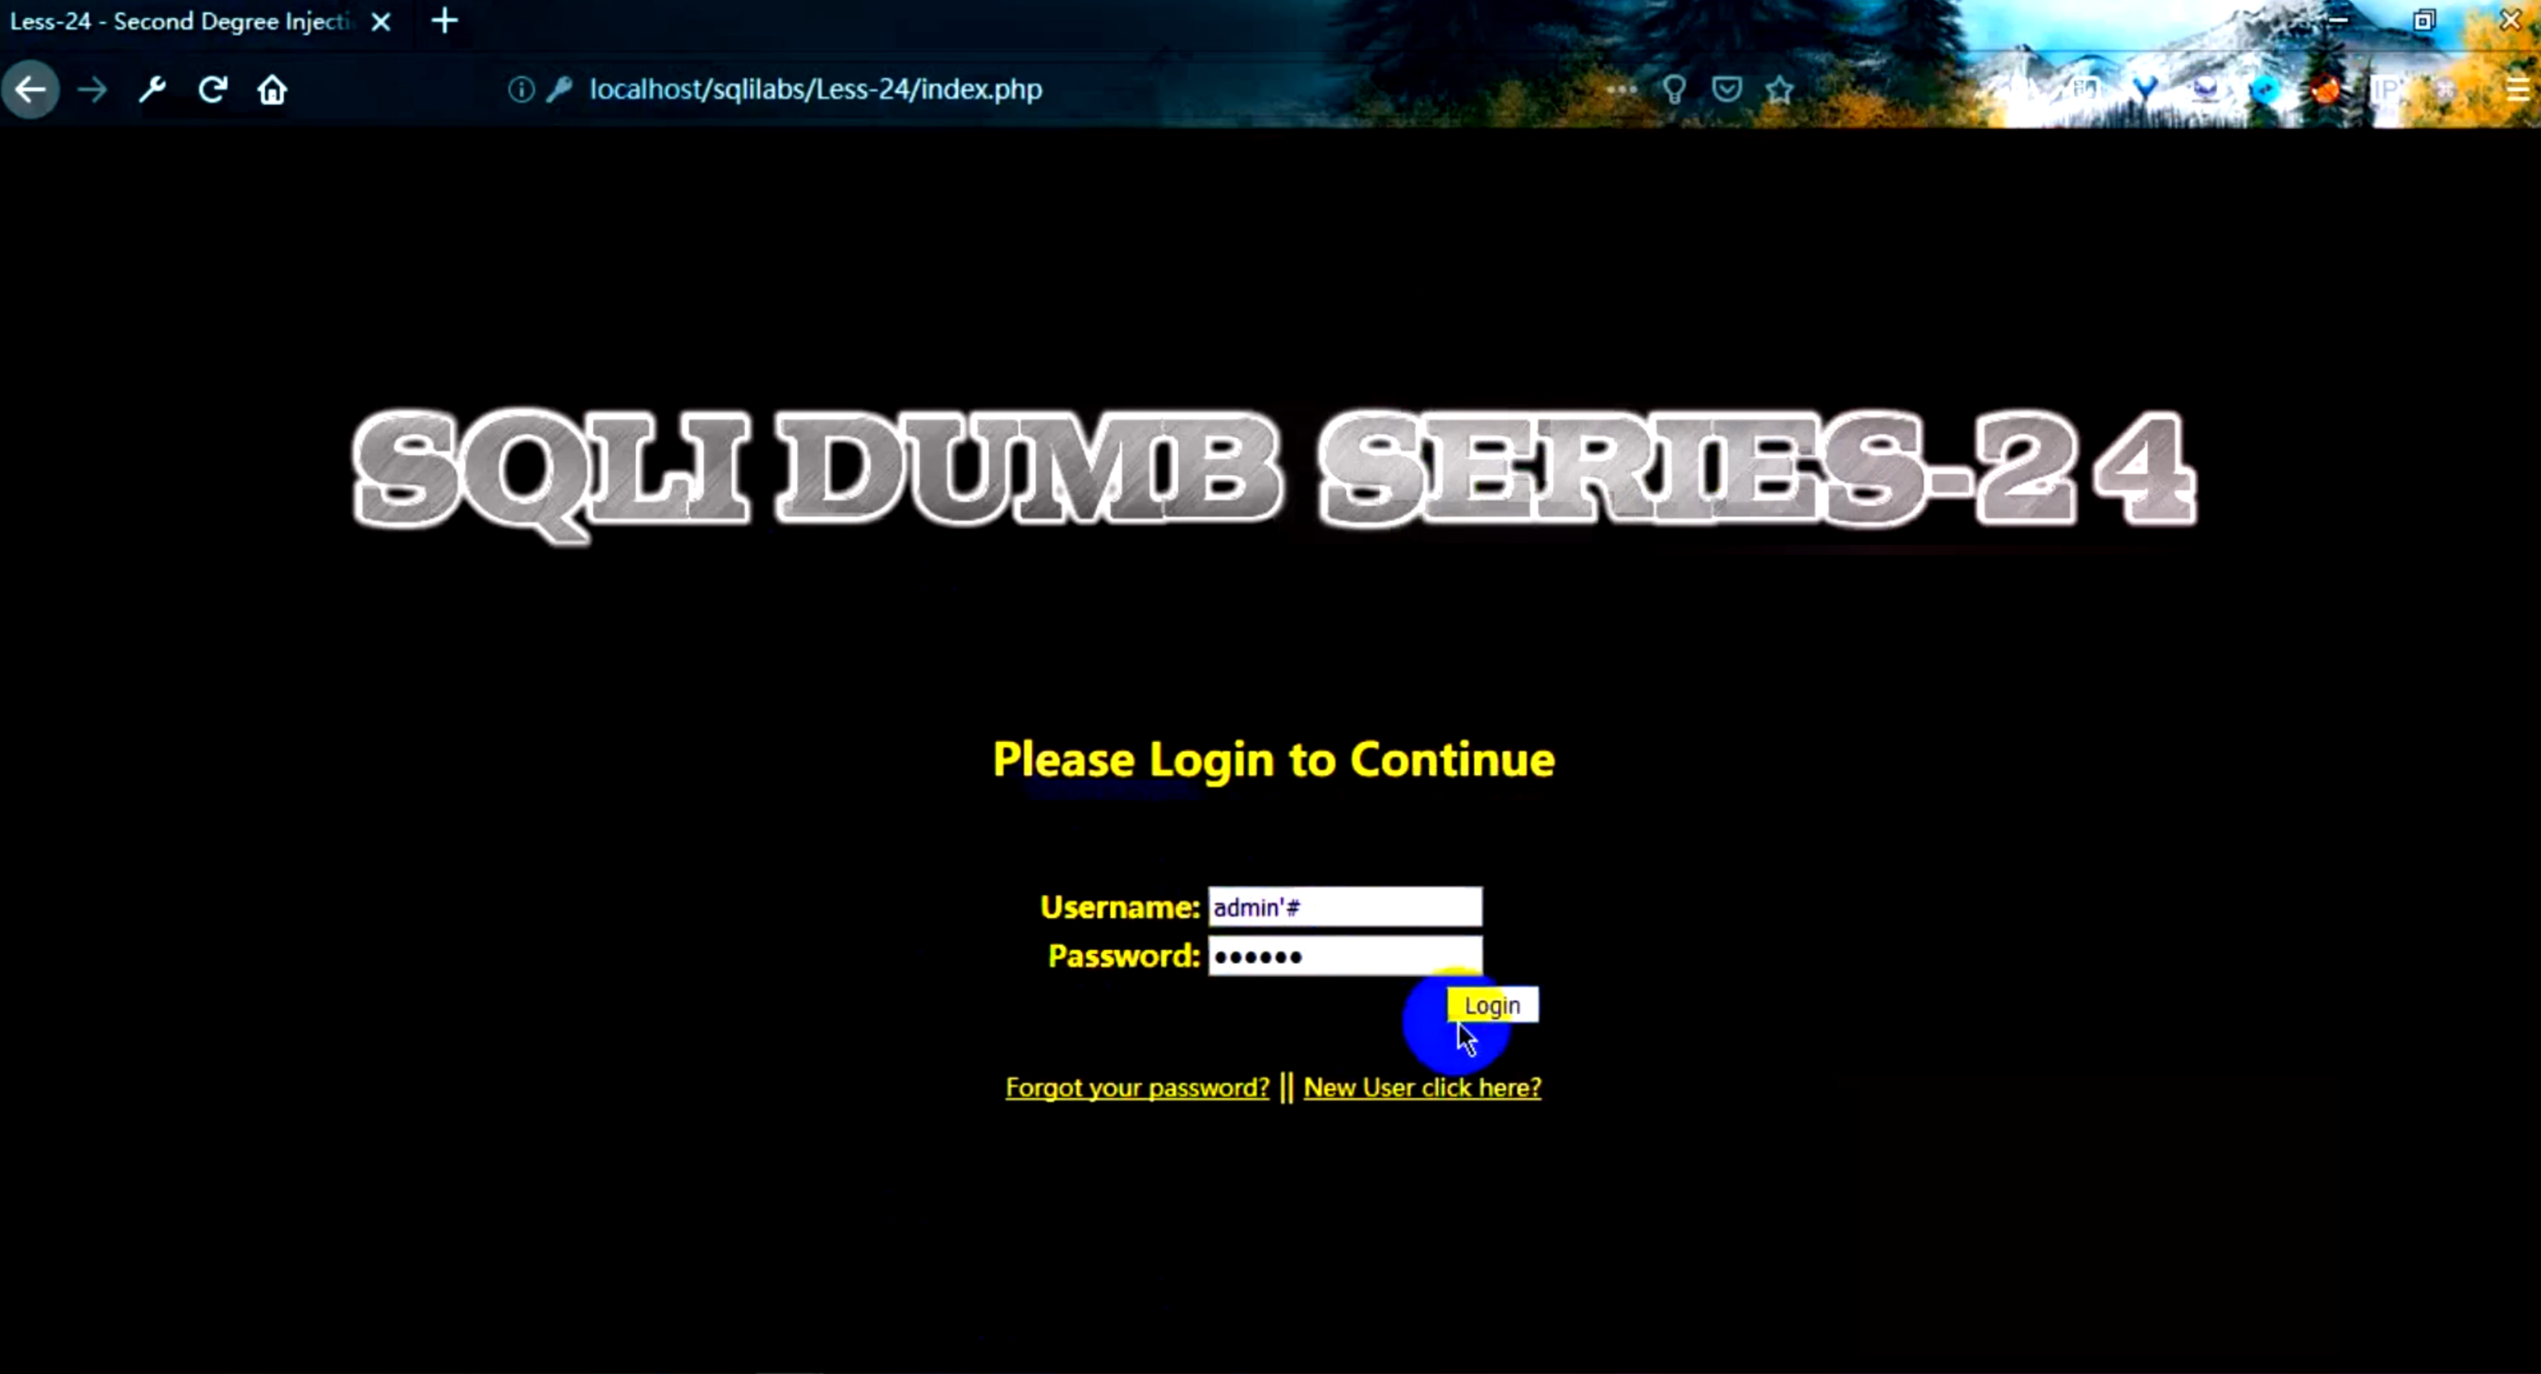 Less-24 - Second Degree Injecti
localhost/sqlilabs/Less-24/index.php
IP
SQLI DUMB SERIES-24
Please Login to Continue
Username: admin'#
Password: ••••••
Login
Forgot your password? || New User click here?